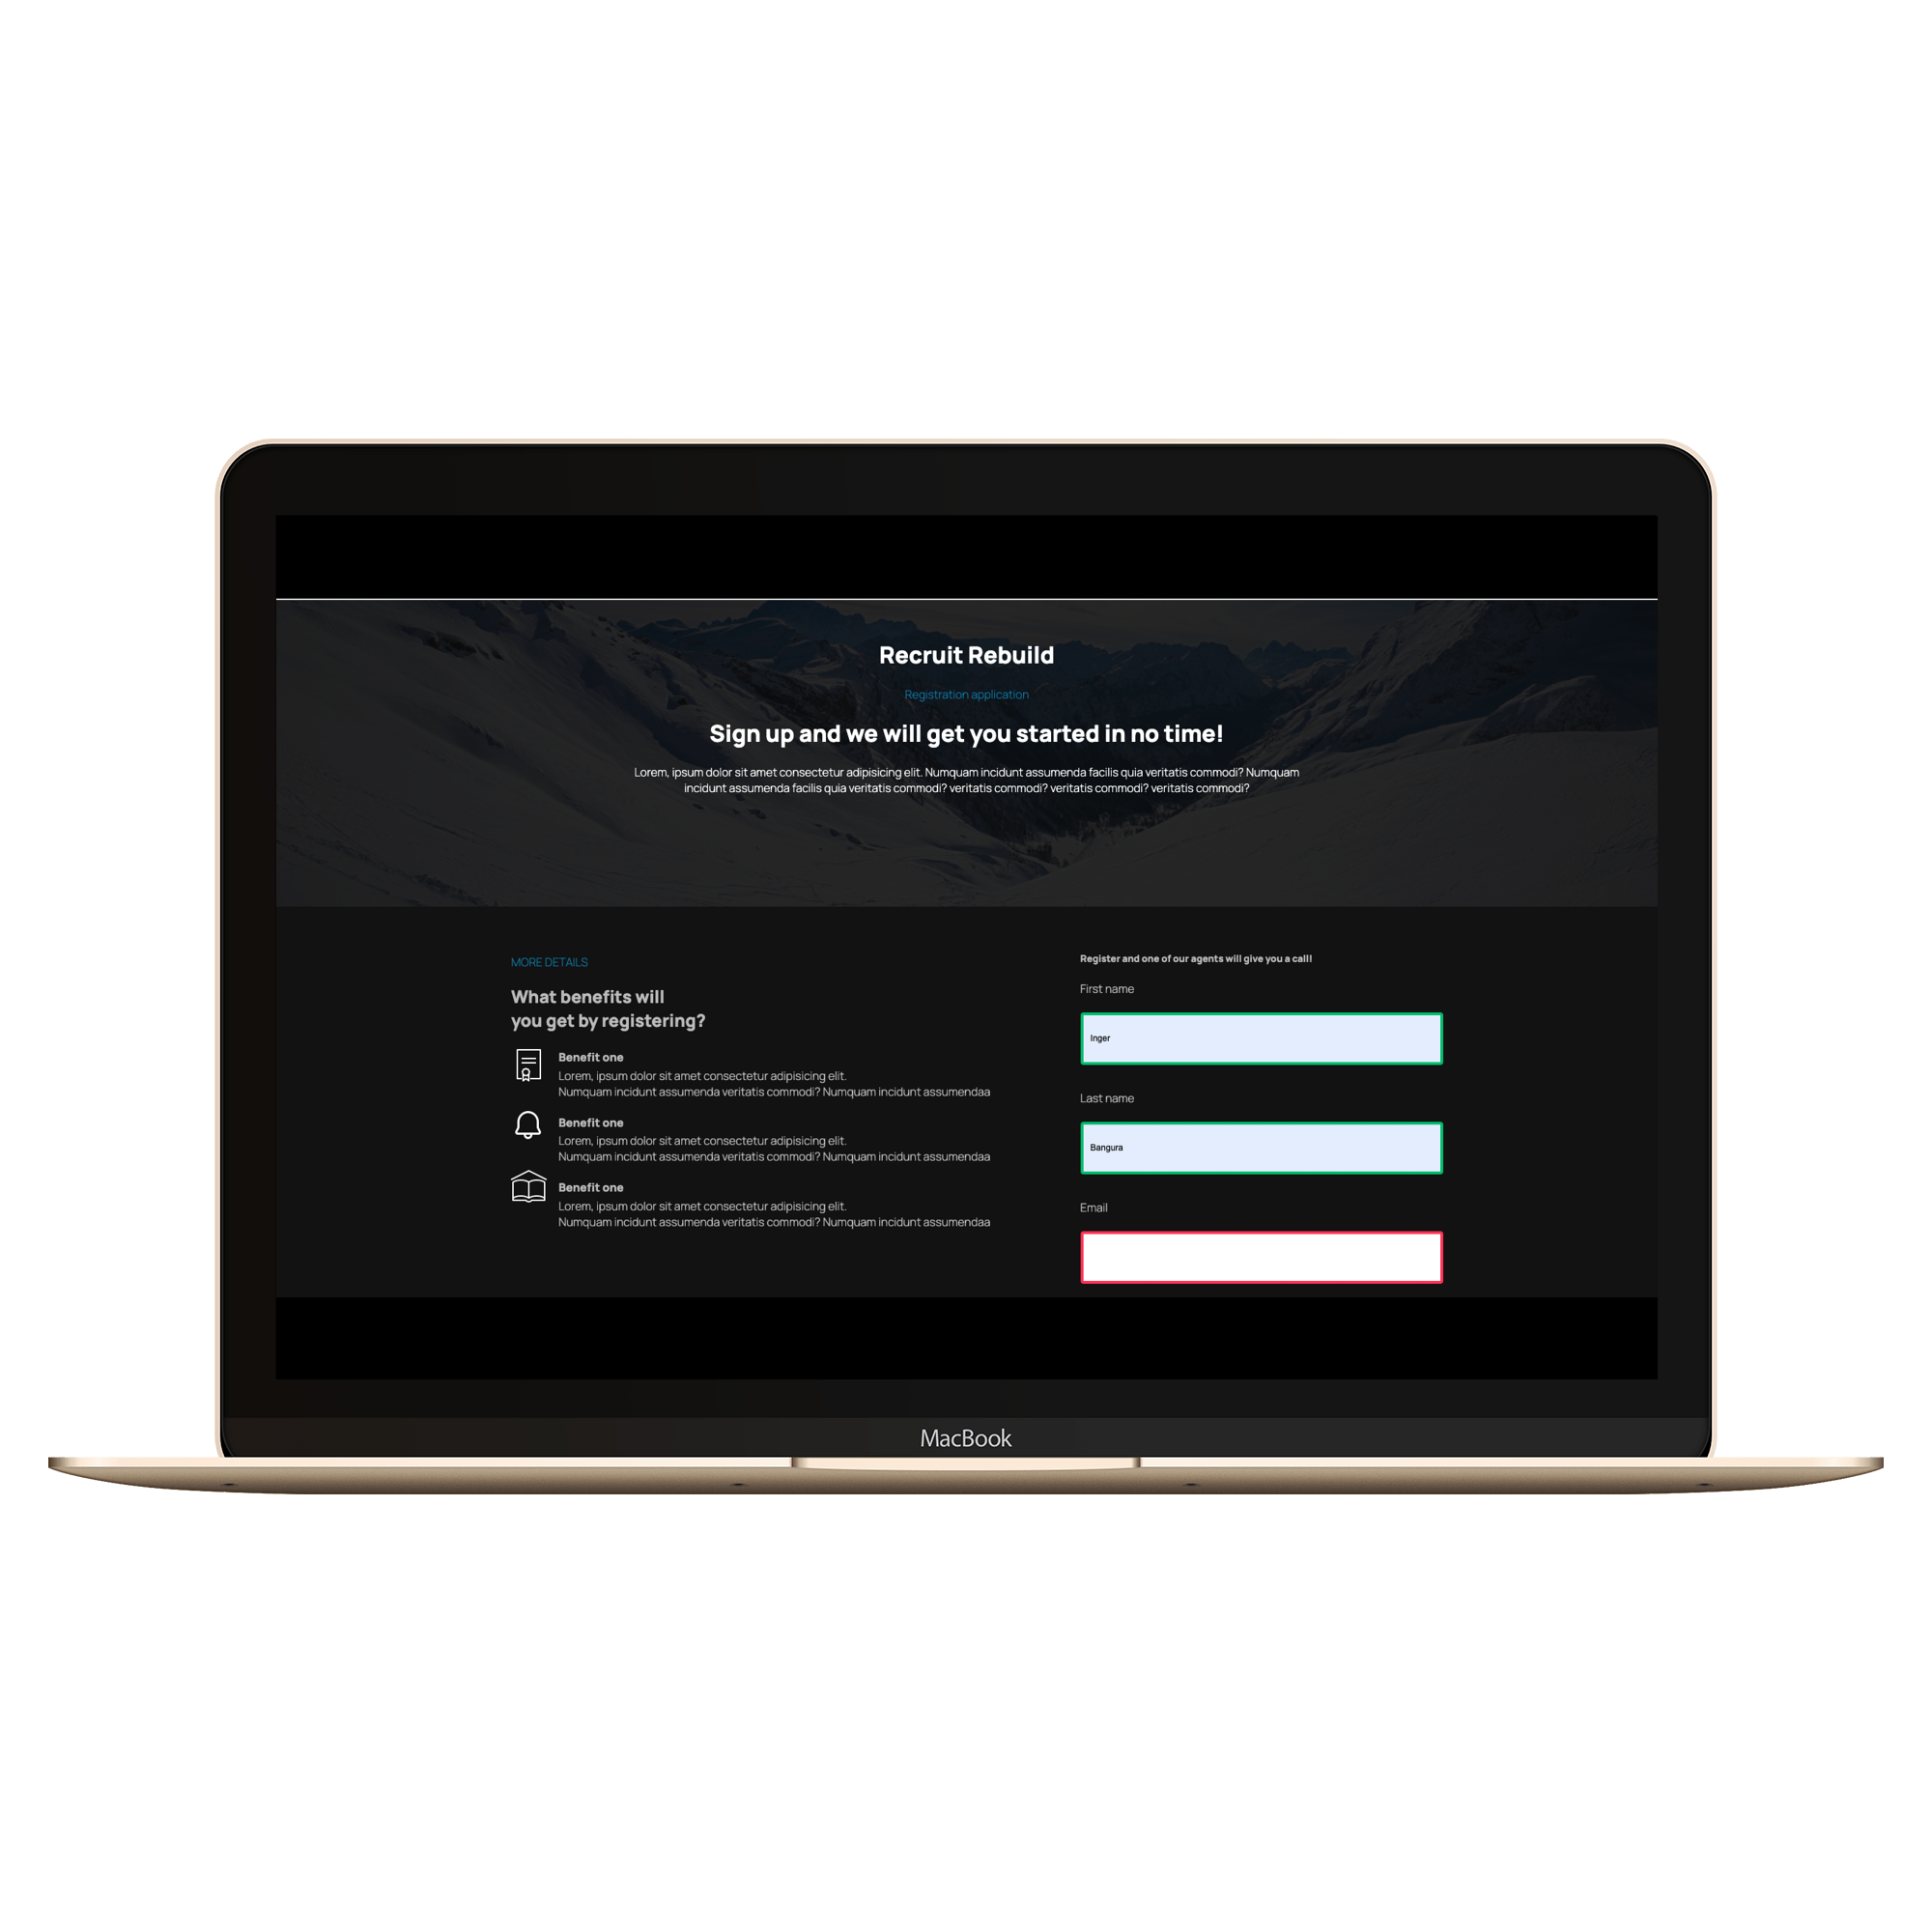 Recruit Rebuild
Registration application
Sign up and we will get you started in no time!
Lorem, ipsum dolor sit amet consectetur adipisicing elit. Numquam incidunt assumenda facilis quia veritatis commodi? Numquam
incidunt assumenda facilis quia veritatis commodi? veritatis commodi? veritatis commodi? veritatis commodi?
MORE DETAILS
What benefits will
you get by registering?
Benefit one
Lorem, ipsum dolor sit amet consectetur adipisicing elit.
Numquam incidunt assumenda veritatis commodi? Numquam incidunt assumendaa
Benefit one
Lorem, ipsum dolor sit amet consectetur adipisicing elit.
Numquam incidunt assumenda veritatis commodi? Numquam incidunt assumendaa
Benefit one
Lorem, ipsum dolor sit amet consectetur adipisicing elit.
Numquam incidunt assumenda veritatis commodi? Numquam incidunt assumendaa
Register and one of our agents will give you a call!
First name
Inger
Last name
Bangura
Email
MacBook